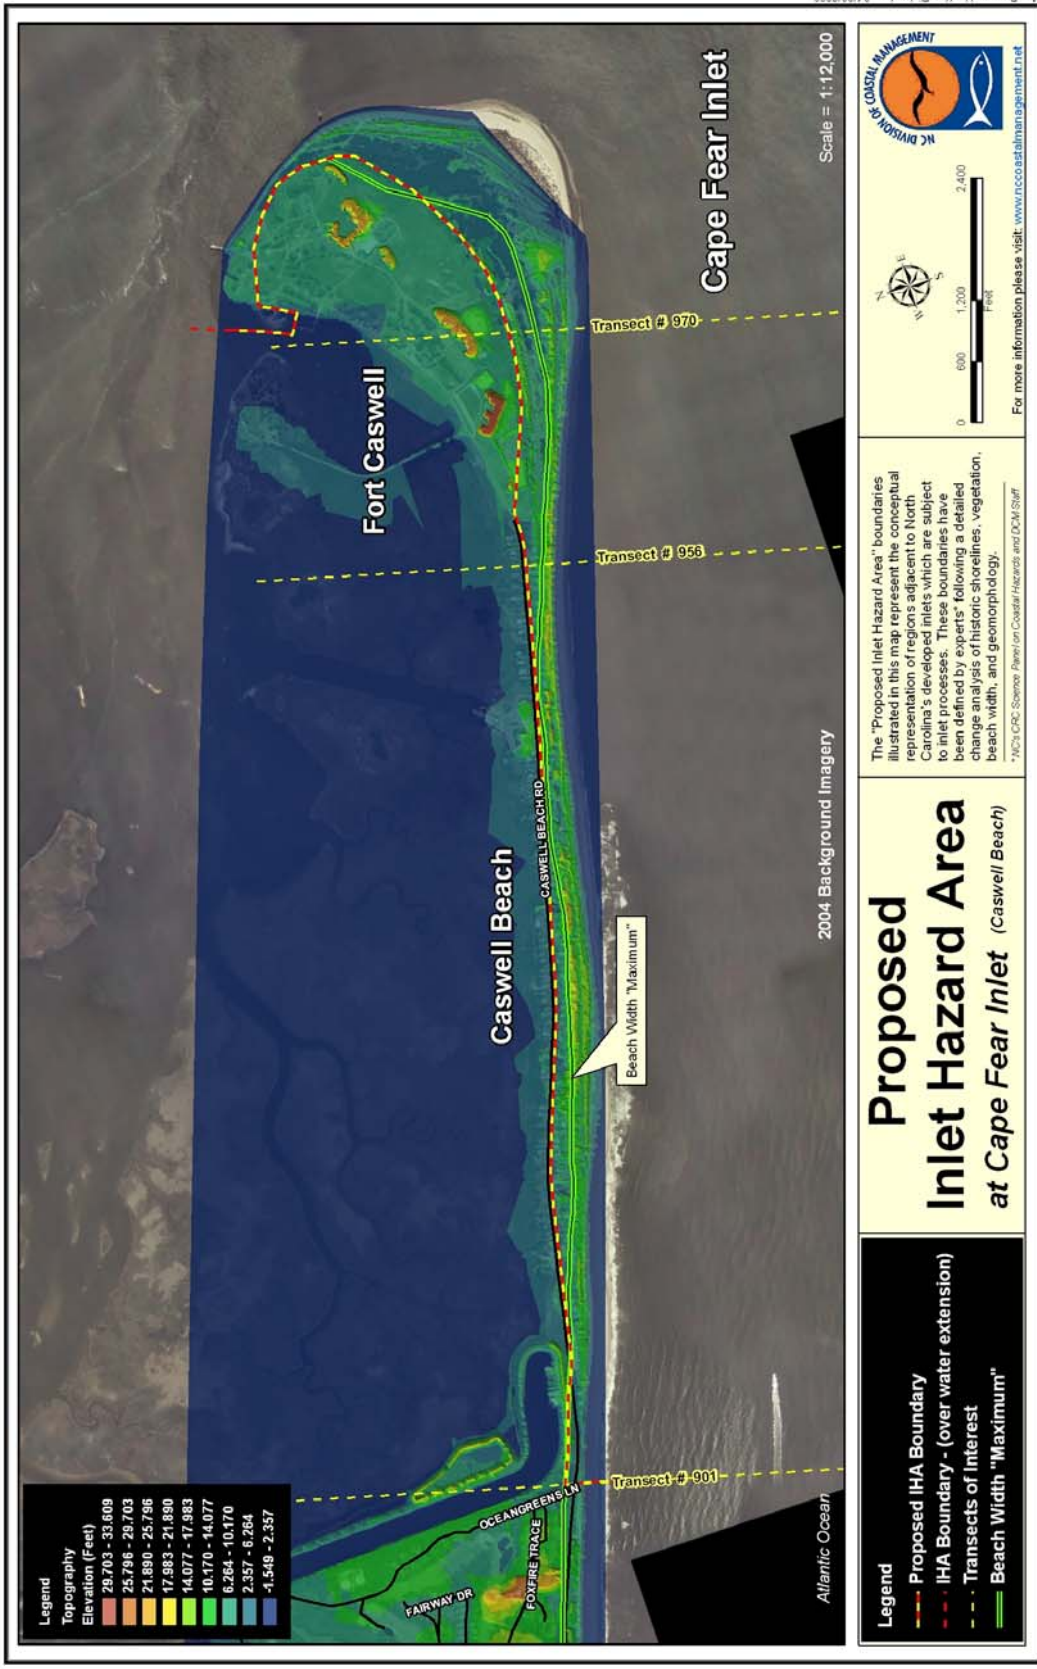 Legend
Topography
Elevation (Feet)
29.703 - 33.609
25.796 - 29.703
21.890 - 25.796
17.983 - 21.890
14.077 - 17.983
10.170 - 14.077
6.264 - 10.170
2.357 - 6.264
-1.549 - 2.357
Fort Caswell
Caswell Beach
Cape Fear Inlet
CASWELL BEACH RD
OCEANGREENS LN
FOXFIRE TRACE
FAIRWAY DR
Transect # 901
Transect # 956
Transect # 970
Beach Width "Maximum"
Atlantic Ocean
2004 Background Imagery
Scale = 1:12,000
Legend
Proposed IHA Boundary
IHA Boundary - (over water extension)
Transects of Interest
Beach Width "Maximum"
Proposed
Inlet Hazard Area
at Cape Fear Inlet (Caswell Beach)
The "Proposed Inlet Hazard Area" boundaries
illustrated in this map represent the conceptual
representation of regions adjacent to North
Carolina's developed inlets which are subject
to inlet processes. These boundaries have
been defined by experts* following a detailed
change analysis of historic shorelines, vegetation,
beach width, and geomorphology.
*NC's CRC Science Panel on Coastal Hazards and DCM Staff
N
E
S
W
0 600 1,200 2,400
Feet
NC DIVISION OF COASTAL MANAGEMENT
For more information please visit: www.nccoastalmanagement.net